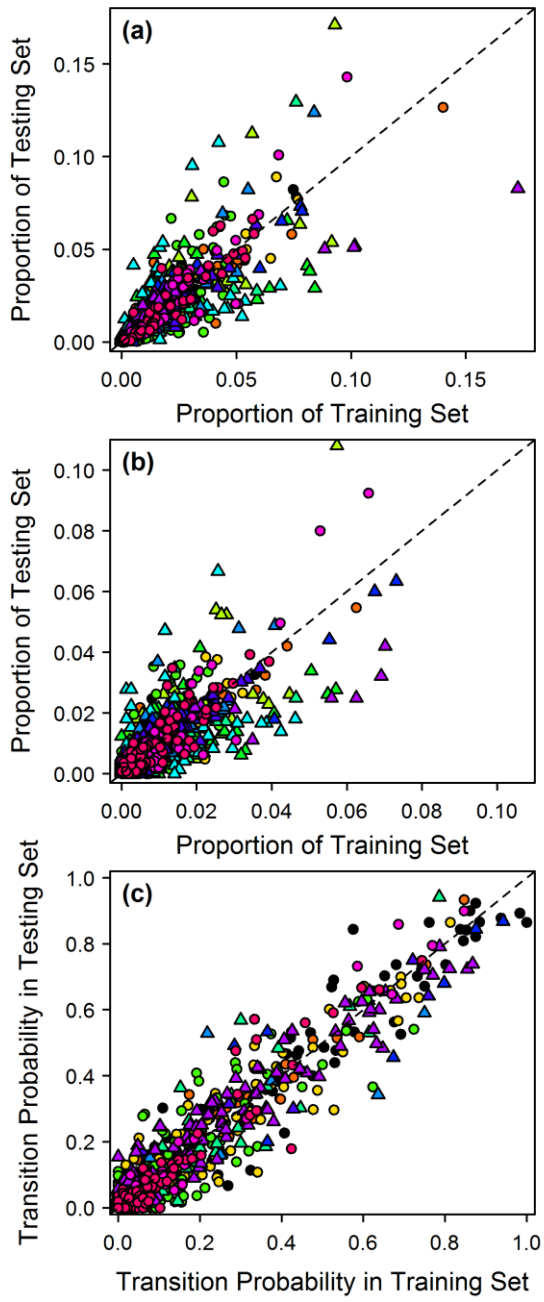 (a)
Proportion of Testing Set
0.15
0.10
0.05
0.00
0.00 0.05 0.10 0.15
Proportion of Training Set
(b)
Proportion of Testing Set
0.10
0.08
0.06
0.04
0.02
0.00
0.00 0.02 0.04 0.06 0.08 0.10
Proportion of Training Set
(c)
Transition Probability in Testing Set
1.0
0.8
0.6
0.4
0.2
0.0
0.0 0.2 0.4 0.6 0.8 1.0
Transition Probability in Training Set